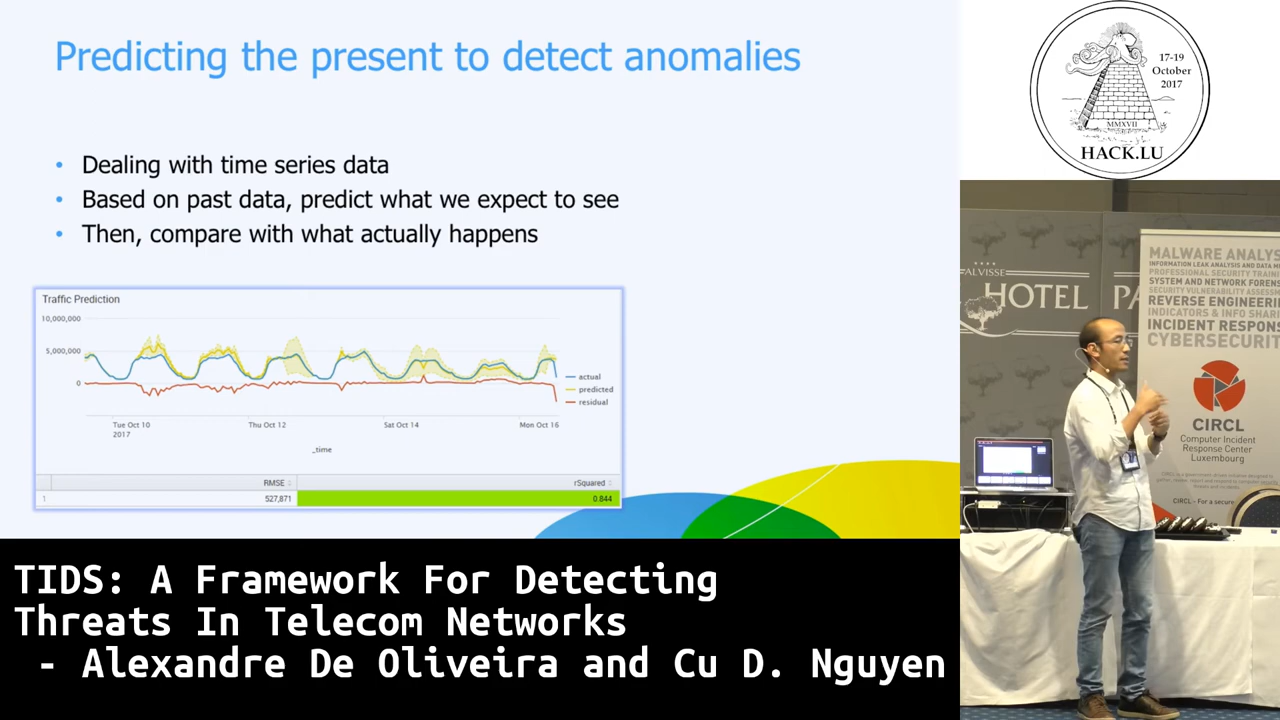 Predicting the present to detect anomalies
• Dealing with time series data
• Based on past data, predict what we expect to see
• Then, compare with what actually happens
Traffic Prediction
10,000,000
5,000,000
0
actual
predicted
residual
Tue Oct 10
2017
Thu Oct 12
Sat Oct 14
Mon Oct 16
_time
RMSE
rSquared
1
527,871
0.844
TIDS: A Framework For Detecting
Threats In Telecom Networks
- Alexandre De Oliveira and Cu D. Nguyen
17-19
October
2017
MMXVII
HACK.LU
ALVISSE
HOTEL
PA
MALWARE ANALYS
INFORMATION LEAK ANALYSIS AND DATA MI
PROFESSIONAL SECURITY TRAINI
SYSTEM AND NETWORK FORENS
SECURITY VULNERABILITY ASSESSM
REVERSE ENGINEERI
INDICATORS & INFO SHARI
INCIDENT RESPONS
CYBERSECURIT
CIRCL
Computer Incident
Response Center
Luxembourg
CIRCL - For a secure